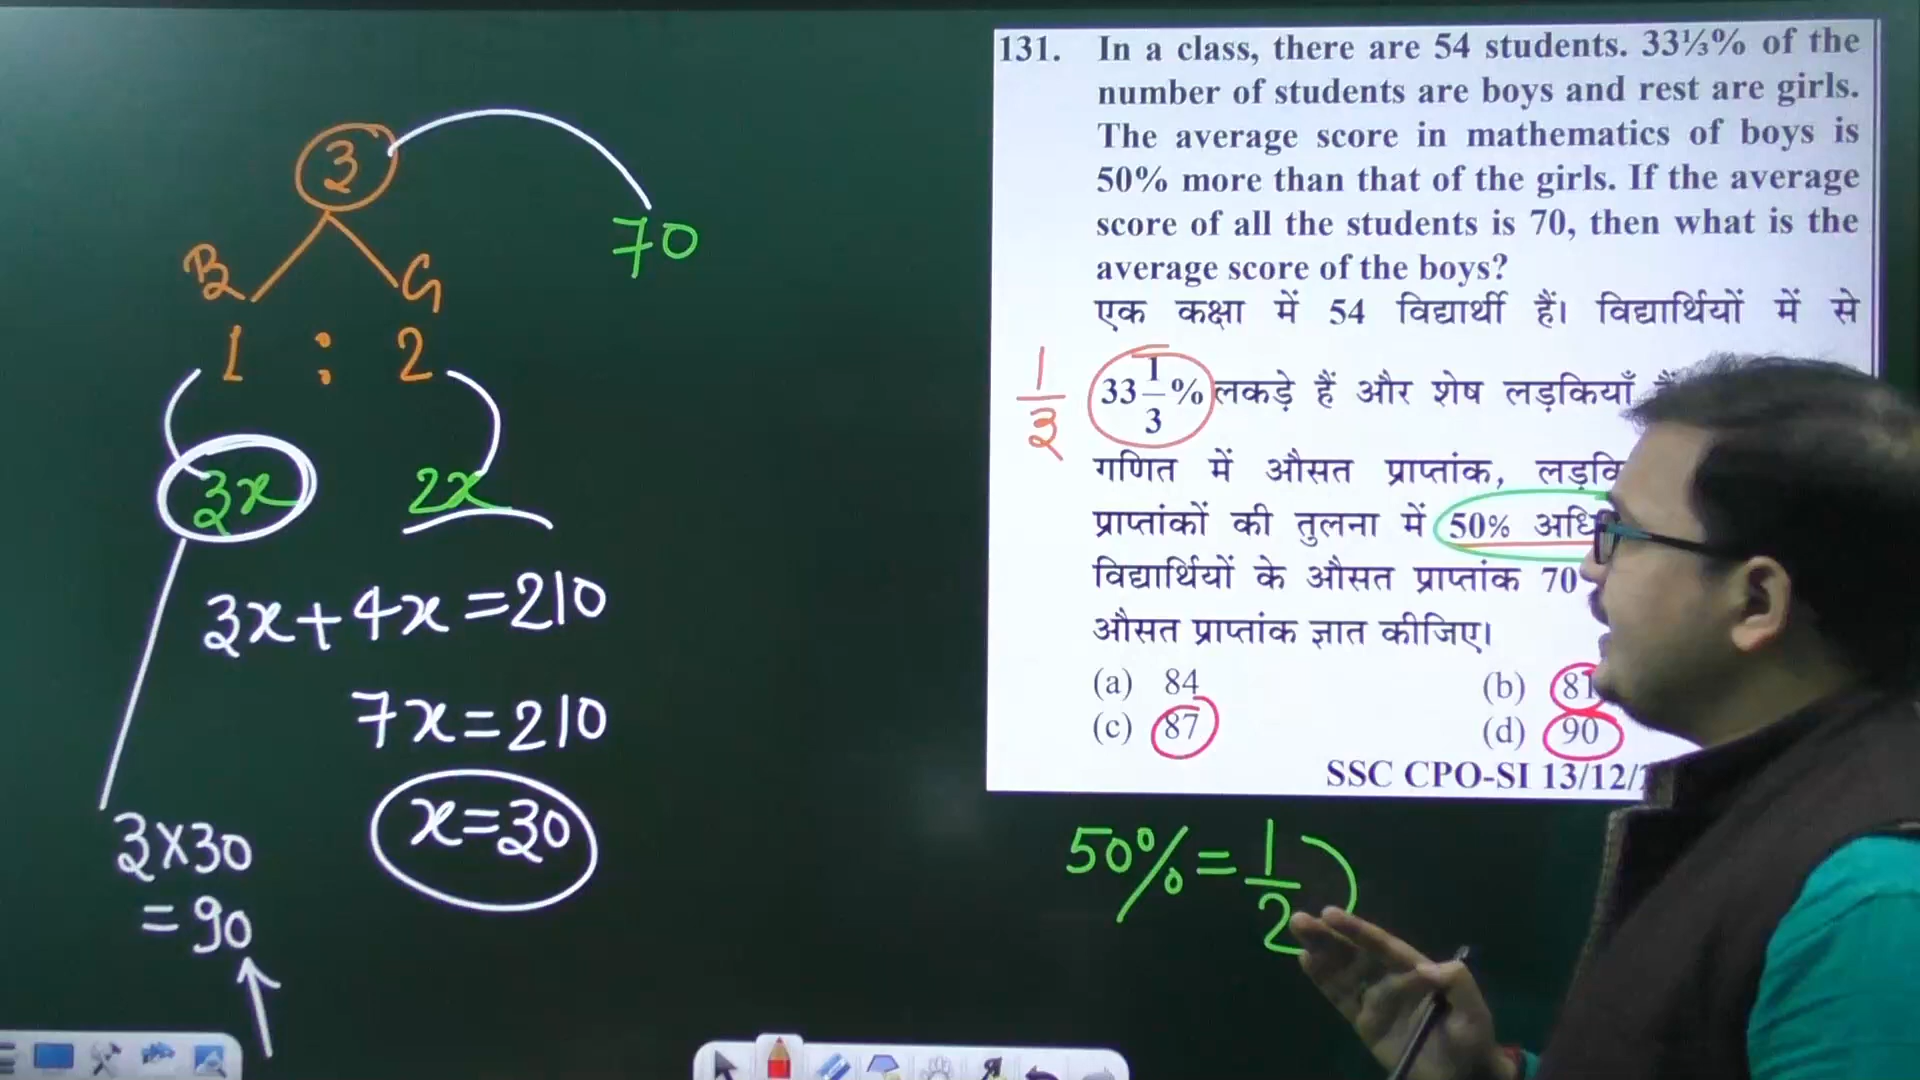 3
70
B G
1 : 2
3x 2x
3x+4x=210
7x=210
x=30
3x30
=90
131. In a class, there are 54 students. 33⅓% of the
number of students are boys and rest are girls.
The average score in mathematics of boys is
50% more than that of the girls. If the average
score of all the students is 70, then what is the
average score of the boys?
एक कक्षा में 54 विद्यार्थी हैं। विद्यार्थियों में से
1/3 33 1/3 % लकड़े हैं और शेष लड़कियाँ
गणित में औसत प्राप्तांक,
प्राप्तांकों की तुलना में 50%
विद्यार्थियों के औसत प्राप्तांक 70
औसत प्राप्तांक ज्ञात कीजिए।
(a) 84 (b) 81
(c) 87 (d) 90
SSC CPO-SI 13/12/
50%=1/2